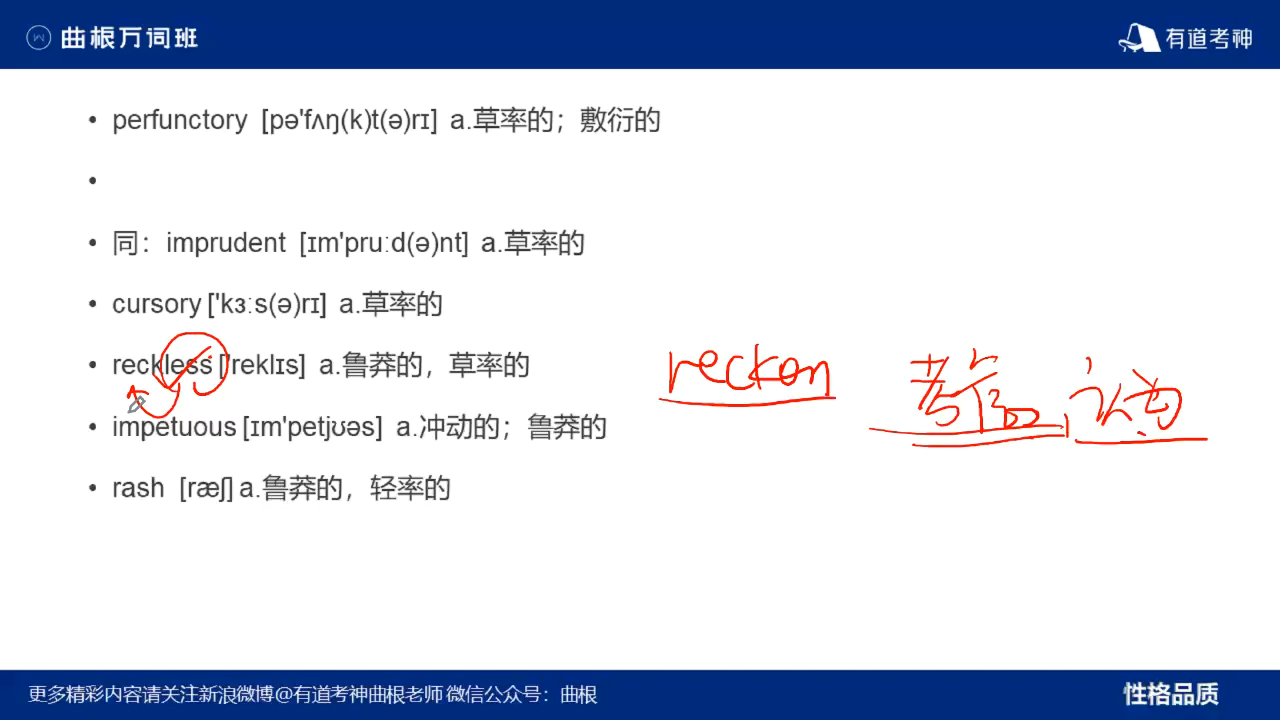 曲根万词班
有道考神
• perfunctory [pə'fʌŋ(k)t(ə)rɪ] a.草率的；敷衍的
•
• 同：imprudent [ɪm'pruːd(ə)nt] a.草率的
• cursory ['kɜːs(ə)rɪ] a.草率的
• reckless ['reklɪs] a.鲁莽的，草率的
reckon
考虑，认为
• impetuous [ɪm'petjʊəs] a.冲动的；鲁莽的
• rash [ræʃ] a.鲁莽的，轻率的
更多精彩内容请关注新浪微博@有道考神曲根老师 微信公众号：曲根
性格品质